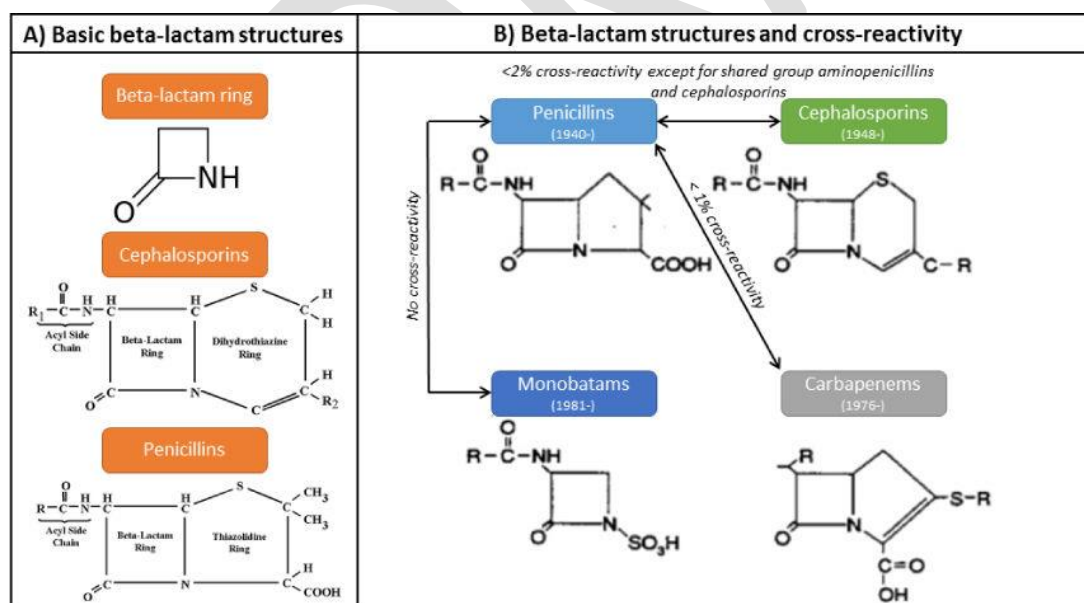 A) Basic beta-lactam structures
Beta-lactam ring
O
NH
Cephalosporins
O
H H H S
R1 C N C C H
C H
Acyl Side
Chain
Beta-Lactam
Ring
Dihydrothiazine
Ring
H
O C N C R2
C
Penicillins
O
H H H S
R C N C C CH3
C CH3
Acyl Side
Chain
Beta-Lactam
Ring
Thiazolidine
Ring
H
O C N C COOH
B) Beta-lactam structures and cross-reactivity
<2% cross-reactivity except for shared group aminopenicillins
and cephalosporins
Penicillins
(1940-)
Cephalosporins
(1948-)
No cross-reactivity
< 1% cross-reactivity
O
R-C-NH
O N
COOH
O
R-C-NH S
O N
C-R
Monobatams
(1981-)
Carbapenems
(1976-)
O
R-C-NH
O N
SO3H
R
S-R
O N
C=O
OH